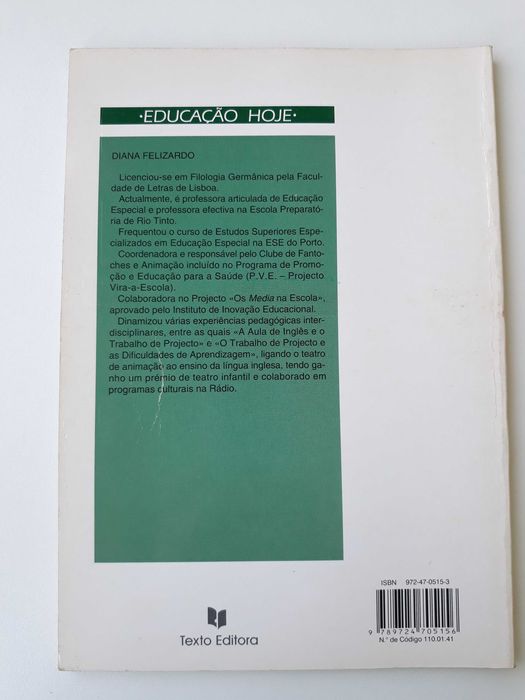 ·EDUCAÇÃO HOJE·
DIANA FELIZARDO
Licenciou-se em Filologia Germânica pela Facul-
dade de Letras de Lisboa.
Actualmente, é professora articulada de Educação
Especial e professora efectiva na Escola Preparató-
ria de Rio Tinto.
Frequentou o curso de Estudos Superiores Espe-
cializados em Educação Especial na ESE do Porto.
Coordenadora e responsável pelo Clube de Fanto-
ches e Animação incluído no Programa de Promo-
ção e Educação para a Saúde (P.V.E. – Projecto
Vira-a-Escola).
Colaboradora no Projecto «Os Media na Escola»,
aprovado pelo Instituto de Inovação Educacional.
Dinamizou várias experiências pedagógicas inter-
disciplinares, entre as quais «A Aula de Inglês e o
Trabalho de Projecto» e «O Trabalho de Projecto e
as Dificuldades de Aprendizagem», ligando o teatro
de animação ao ensino da língua inglesa, tendo ga-
nho um prémio de teatro infantil e colaborado em
programas culturais na Rádio.
ISBN 972-47-0515-3
9 789724 705156
N.º de Código 110.01.41
Texto Editora